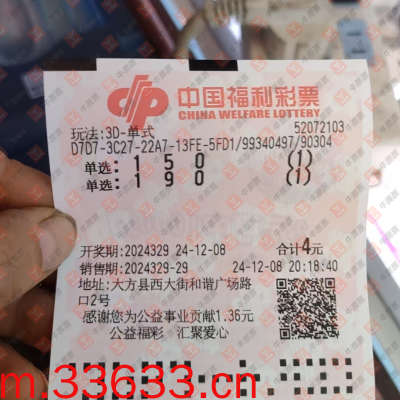 中国福利彩票
CHINA WELFARE LOTTERY
玩法:3D-单式 52072103
D7D7-3C27-22A7-13FE-5FD1/99340497/90304
单选: 1 5 0 (1)
单选: 1 9 0 (1)
开奖期:2024329 24-12-08 合计4元
销售期:2024329-29 24-12-08 20:18:40
地址:大方县西大街和谐广场路
口2号
感谢您为公益事业贡献1.36元
公益福彩 汇聚爱心
m.33633.cn